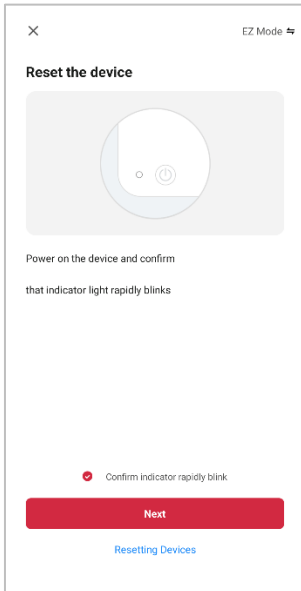 EZ Mode
Reset the device
Power on the device and confirm
that indicator light rapidly blinks
Confirm indicator rapidly blink
Next
Resetting Devices